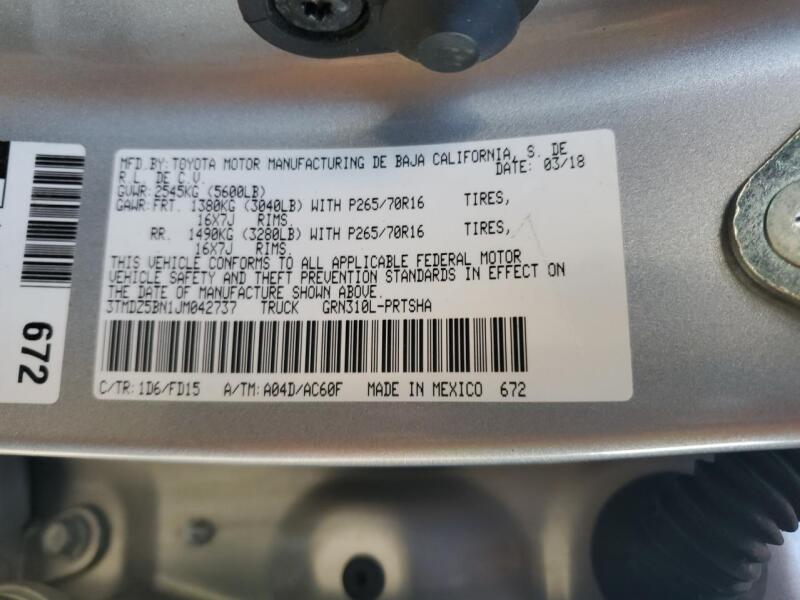 MFD.BY:TOYOTA MOTOR MANUFACTURING DE BAJA CALIFORNIA, S. DE
R.L. DE C.V. DATE: 03/18
GVWR:2545KG (5600LB)
GAWR:FRT. 1380KG (3040LB) WITH P265/70R16 TIRES,
16X7J RIMS.
RR. 1490KG (3280LB) WITH P265/70R16 TIRES,
16X7J RIMS.
THIS VEHICLE CONFORMS TO ALL APPLICABLE FEDERAL MOTOR
VEHICLE SAFETY AND THEFT PREVENTION STANDARDS IN EFFECT ON
THE DATE OF MANUFACTURE SHOWN ABOVE.
3TMDZ5BN1JM042737 TRUCK GRN310L-PRTSHA
C/TR:1D6/FD15 A/TM:A04D/AC60F MADE IN MEXICO 672
672